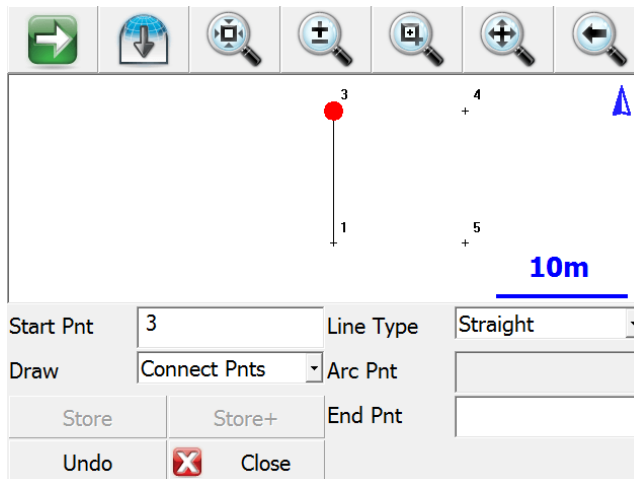 3 4
1 5
10m
Start Pnt 3 Line Type Straight
Draw Connect Pnts Arc Pnt
Store Store+ End Pnt
Undo Close